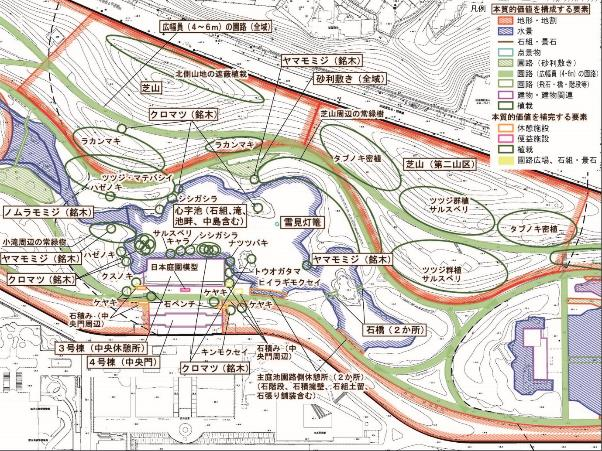 凡例
本質的価値を構成する要素
地形・地割
水景
石組・景石
点景物
園路(砂利敷き)
園路(広幅員(4-6m)の園路)
園路(飛石・橋・階段等)
建物・建物関連
植栽
本質的価値を補完する要素
休憩施設
便益施設
植栽
園路広場、石組・景石
広幅員(4～6m)の園路(全域)
北側山地の遮蔽植栽
芝山
ヤマモミジ(銘木)
砂利敷き(全域)
クロマツ(銘木)
芝山周辺の常緑樹
ラカンマキ
ラカンマキ
タブノキ密植
芝山(第二山区)
ツツジ・マテバシイ
ハゼノキ
シシガシラ
ツツジ群植
サルスベリ
ノムラモミジ(銘木)
心字池(石組、滝、
池畔、中島含む)
雪見灯篭
タブノキ密植
小滝周辺の常緑樹
サルスベリ
シシガシラ
キャラ
ナツツバキ
ヤマモミジ(銘木)
ハゼノキ
ヤマモミジ(銘木)
クロマツ(銘木)
日本庭園模型
トウオガタマ
ツツジ群植
サルスベリ
クスノキ
ヒイラギモクセイ
ケヤキ
ケヤキ
石ベンチ
ケヤキ
石積み(中
央門周辺)
石橋(2か所)
3号棟(中央休憩所)
キンモクセイ
石積み(中
央門周辺)
4号棟(中央門)
クロマツ(銘木)
主庭池園路側休憩所(2か所)
(石階段、石積擁壁、石組土留、
石張り舗装含む)